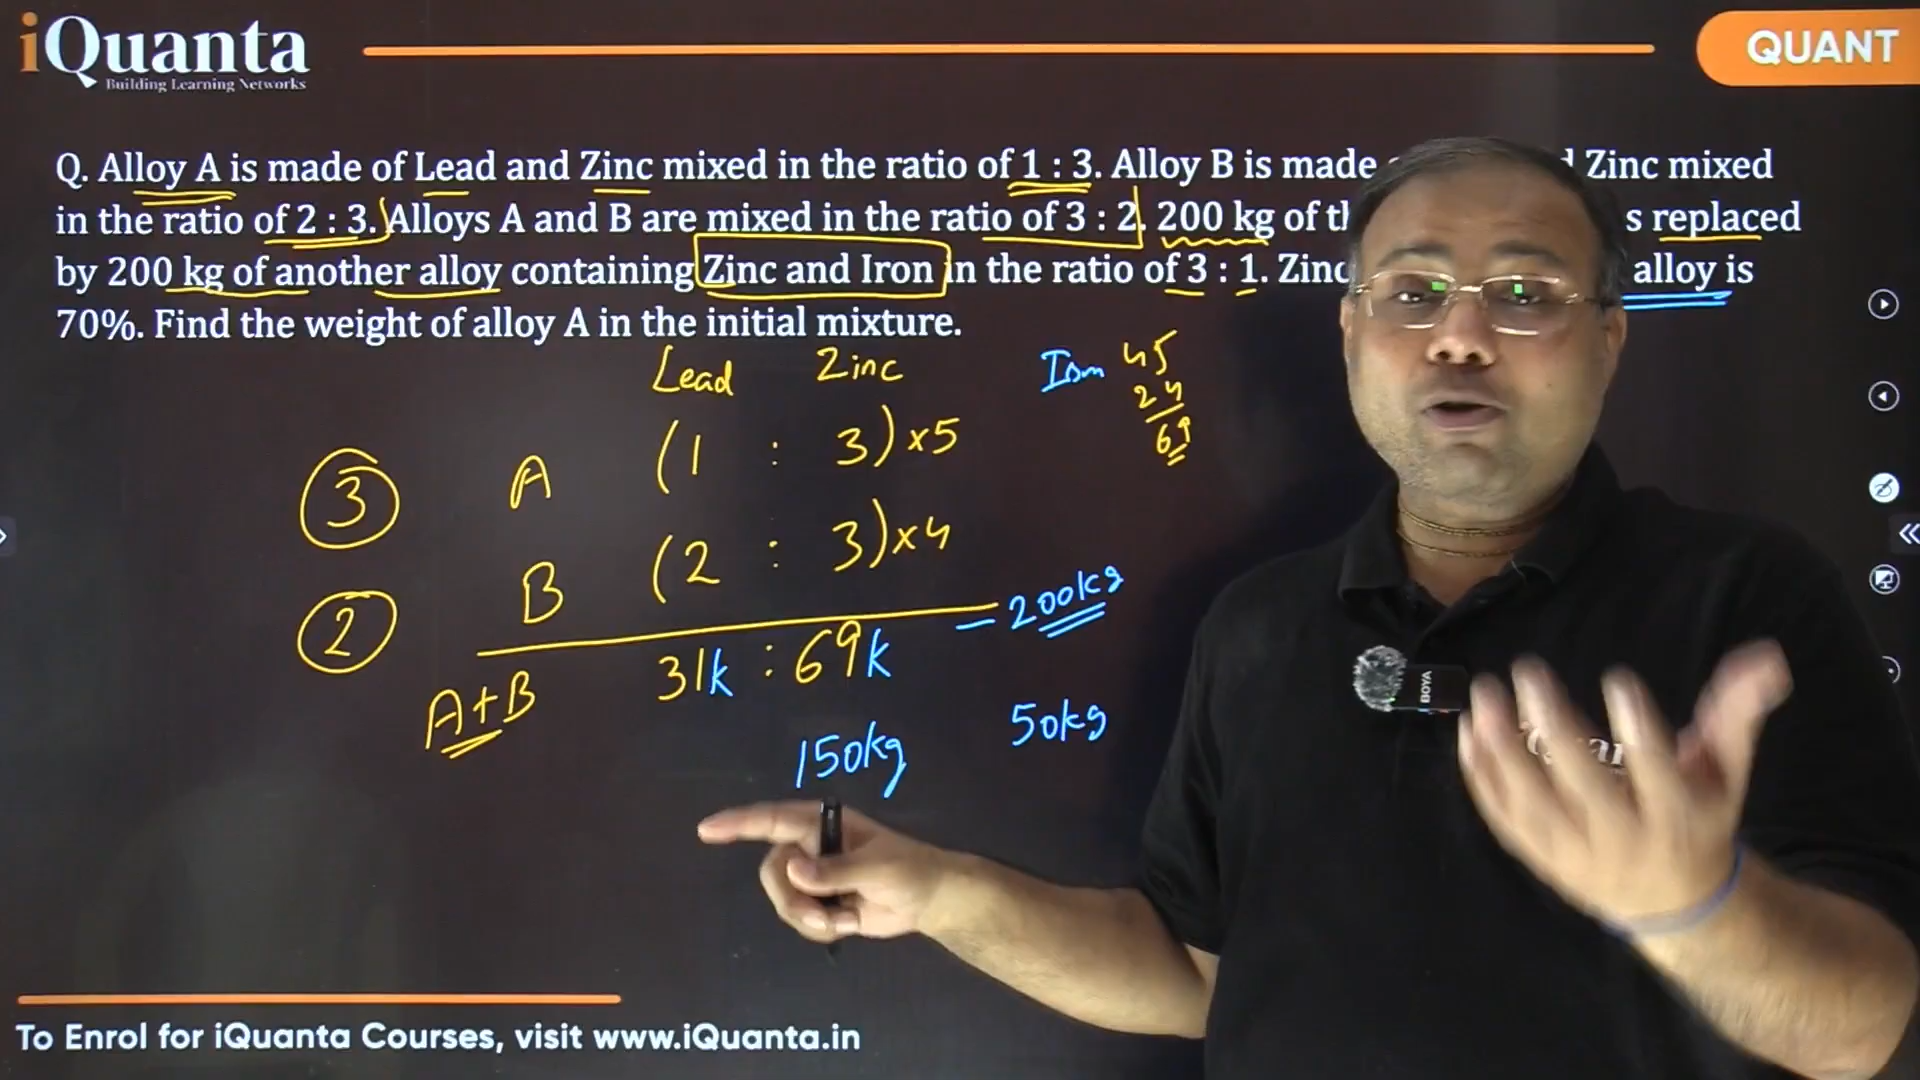 iQuanta
Building Learning Networks
QUANT
Q. Alloy A is made of Lead and Zinc mixed in the ratio of 1 : 3. Alloy B is made Zinc mixed
in the ratio of 2 : 3. Alloys A and B are mixed in the ratio of 3 : 2. 200 kg of replaced
by 200 kg of another alloy containing Zinc and Iron in the ratio of 3 : 1. alloy is
70%. Find the weight of alloy A in the initial mixture.
Lead Zinc Iron 45
24
69
3 A (1 : 3) ×5
2 B (2 : 3) ×4
A+B 31k : 69k - 200kg
150kg 50kg
BOYA
To Enrol for iQuanta Courses, visit www.iQuanta.in